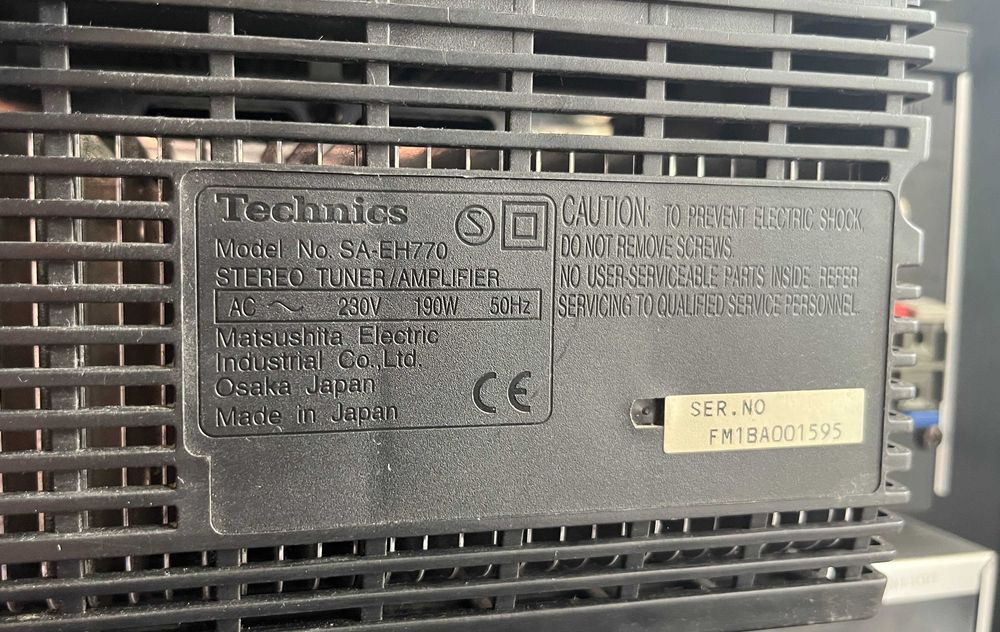 Technics
Model No. SA-EH770
STEREO TUNER/AMPLIFIER
AC ～ 230V 190W 50Hz
Matsushita Electric
Industrial Co.,Ltd.
Osaka Japan
Made in Japan
S
CE
CAUTION: TO PREVENT ELECTRIC SHOCK,
DO NOT REMOVE SCREWS.
NO USER-SERVICEABLE PARTS INSIDE. REFER
SERVICING TO QUALIFIED SERVICE PERSONNEL.
SER.NO
FM1BA001595